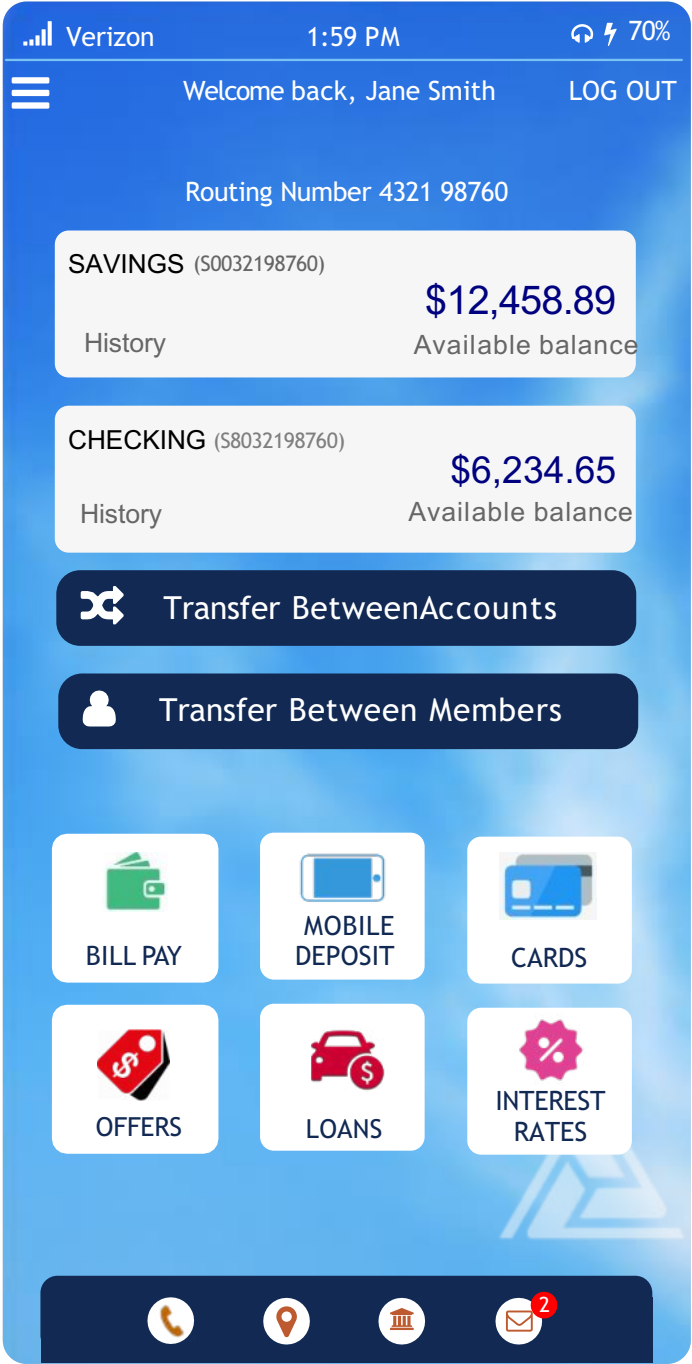 Verizon 1:59 PM 70%
Welcome back, Jane Smith LOG OUT
Routing Number 4321 98760
SAVINGS (S0032198760)
$12,458.89
History Available balance
CHECKING (S8032198760)
$6,234.65
History Available balance
Transfer BetweenAccounts
Transfer Between Members
BILL PAY
MOBILE
DEPOSIT
CARDS
OFFERS
LOANS
INTEREST
RATES
2